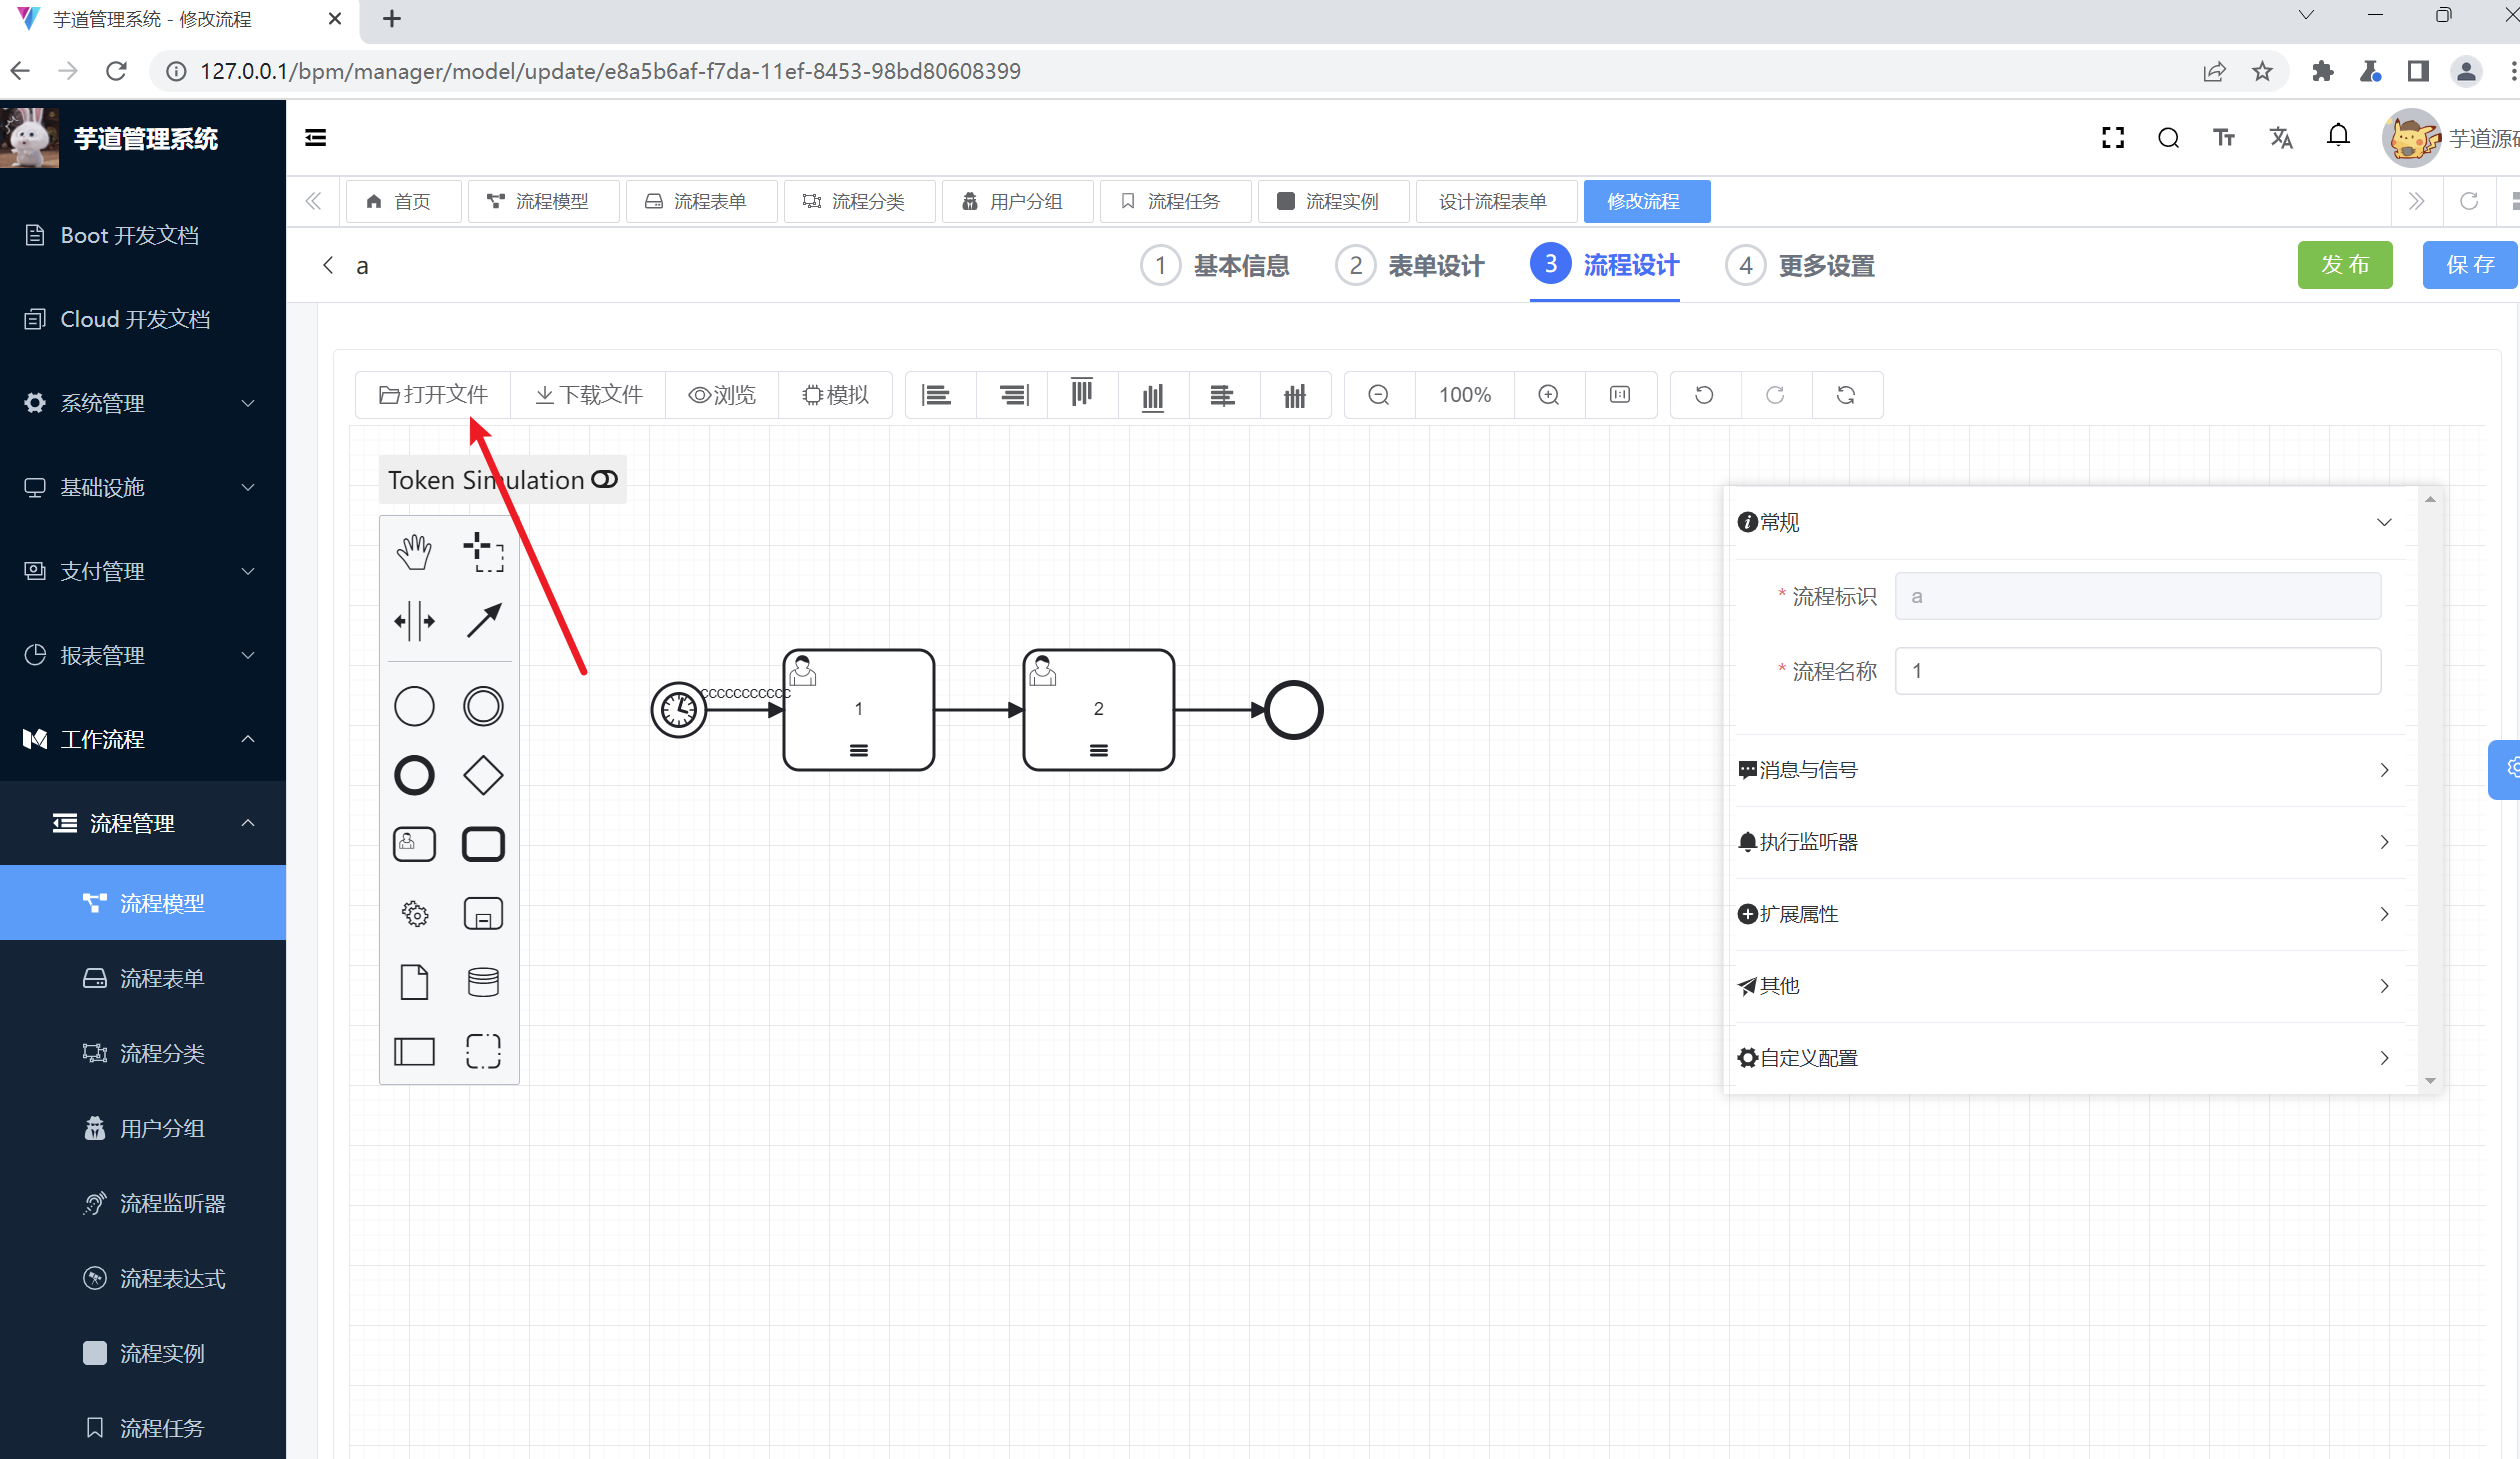 芋道管理系统 - 修改流程
127.0.0.1/bpm/manager/model/update/e8a5b6af-f7da-11ef-8453-98bd80608399
芋道管理系统
芋道源码
首页 流程模型 流程表单 流程分类 用户分组 流程任务 流程实例 设计流程表单 修改流程
Boot 开发文档
Cloud 开发文档
系统管理
基础设施
支付管理
报表管理
工作流程
流程管理
流程模型
流程表单
流程分类
用户分组
流程监听器
流程表达式
流程实例
流程任务
a
1 基本信息 2 表单设计 3 流程设计 4 更多设置
发布 保存
打开文件 下载文件 浏览 模拟 100%
Token Simulation
ccccccccccc
1
2
常规
* 流程标识 a
* 流程名称 1
消息与信号
执行监听器
扩展属性
其他
自定义配置